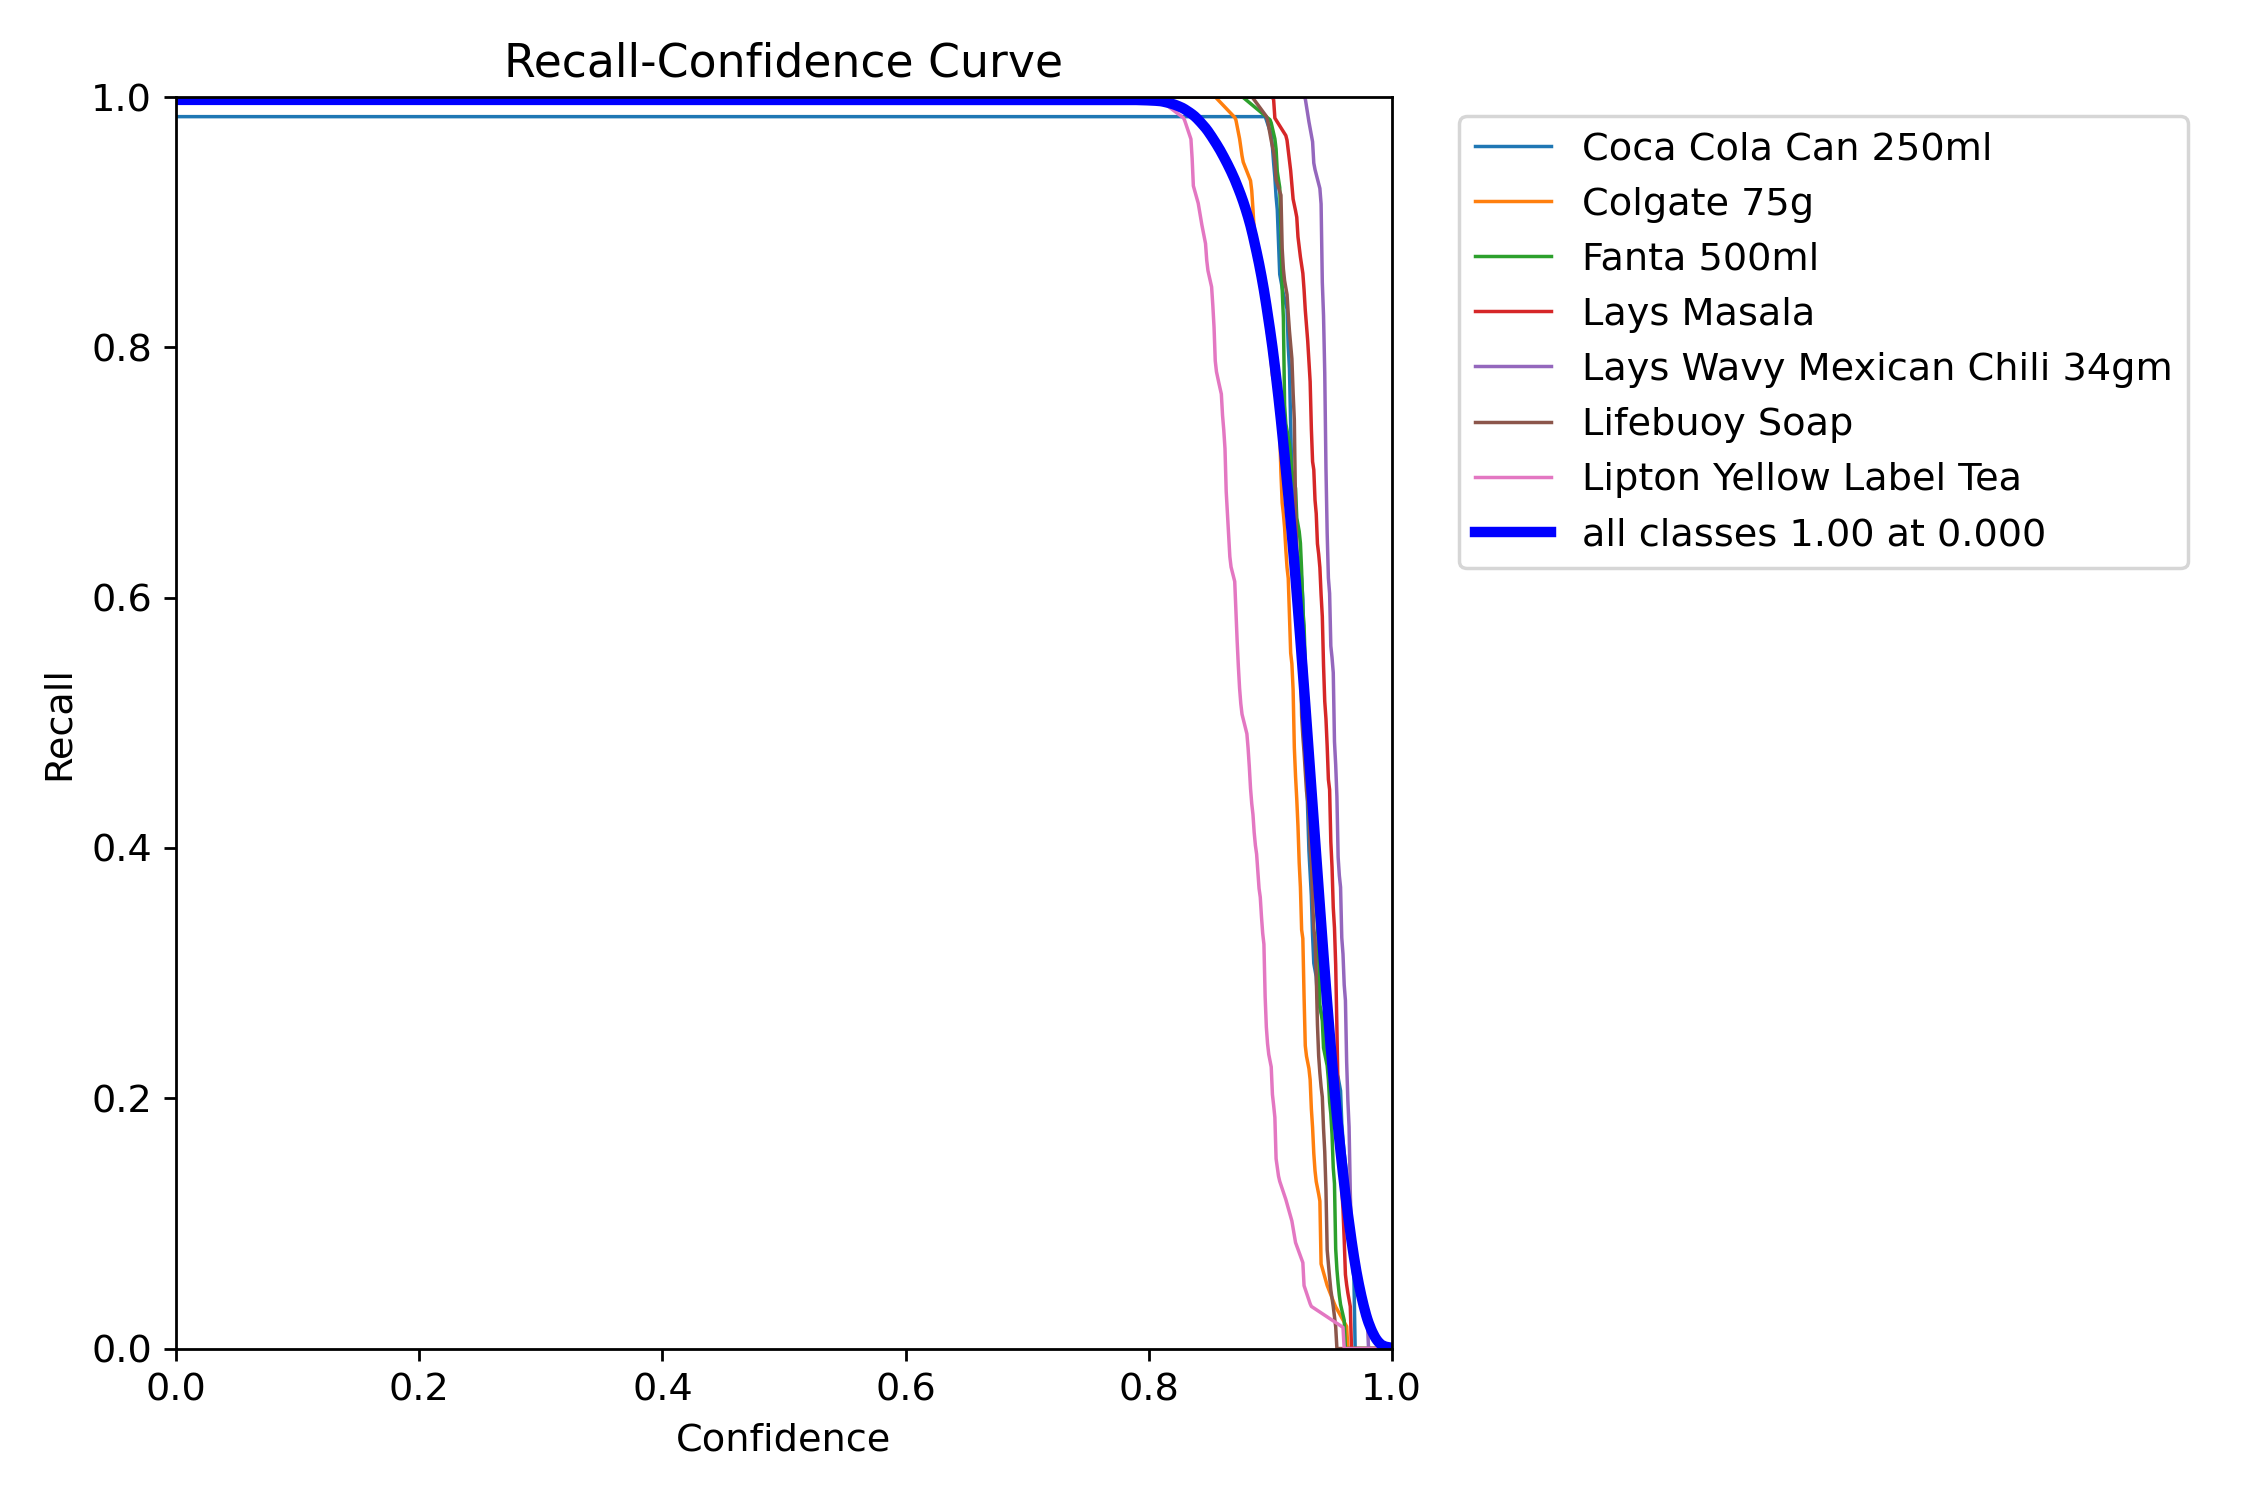 Recall-Confidence Curve
1.0
0.8
0.6
0.4
0.2
0.0
Recall
0.0 0.2 0.4 0.6 0.8 1.0
Confidence
Coca Cola Can 250ml
Colgate 75g
Fanta 500ml
Lays Masala
Lays Wavy Mexican Chili 34gm
Lifebuoy Soap
Lipton Yellow Label Tea
all classes 1.00 at 0.000